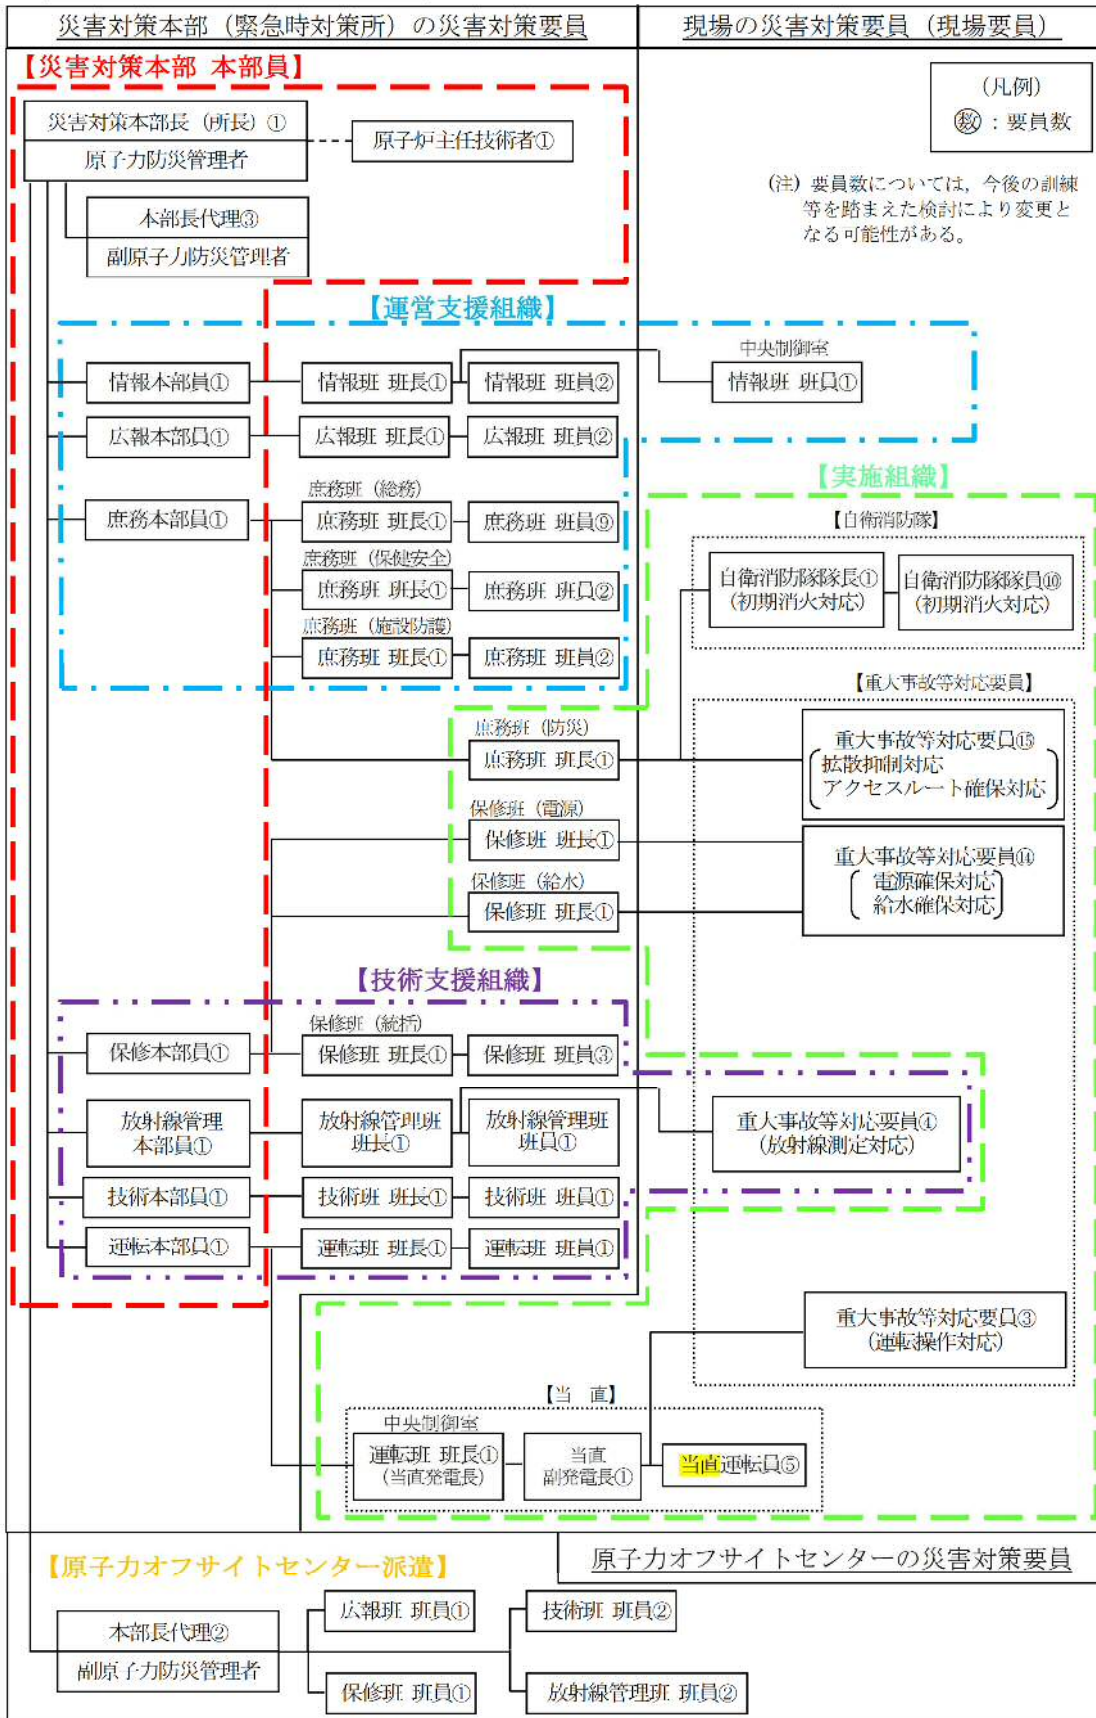 災害対策本部（緊急時対策所）の災害対策要員
現場の災害対策要員（現場要員）
【災害対策本部 本部員】
(凡例)
数：要員数
災害対策本部長（所長）①
原子力防災管理者
原子炉主任技術者①
(注) 要員数については，今後の訓練
等を踏まえた検討により変更と
なる可能性がある。
本部長代理③
副原子力防災管理者
【運営支援組織】
中央制御室
情報本部員①
情報班 班長①
情報班 班員②
情報班 班員①
広報本部員①
広報班 班長①
広報班 班員②
【実施組織】
庶務班（総務）
庶務本部員①
庶務班 班長①
庶務班 班員⑨
【自衛消防隊】
庶務班（保健安全）
庶務班 班長①
庶務班 班員②
自衛消防隊隊長①
(初期消火対応)
自衛消防隊隊員⑩
(初期消火対応)
庶務班（施設防護）
庶務班 班長①
庶務班 班員②
【重大事故等対応要員】
庶務班（防災）
庶務班 班長①
重大事故等対応要員⑮
拡散抑制対応
アクセスルート確保対応
保修班（電源）
保修班 班長①
重大事故等対応要員⑭
電源確保対応
給水確保対応
保修班（給水）
保修班 班長①
【技術支援組織】
保修班（統括）
保修本部員①
保修班 班長①
保修班 班員③
放射線管理
本部員①
放射線管理班
班長①
放射線管理班
班員①
重大事故等対応要員④
(放射線測定対応)
技術本部員①
技術班 班長①
技術班 班員①
運転本部員①
運転班 班長①
運転班 班員①
重大事故等対応要員③
(運転操作対応)
【当 直】
中央制御室
運転班 班長①
(当直発電長)
当直
副発電長①
当直運転員⑤
【原子力オフサイトセンター派遣】
原子力オフサイトセンターの災害対策要員
広報班 班員①
技術班 班員②
本部長代理②
副原子力防災管理者
保修班 班員①
放射線管理班 班員②